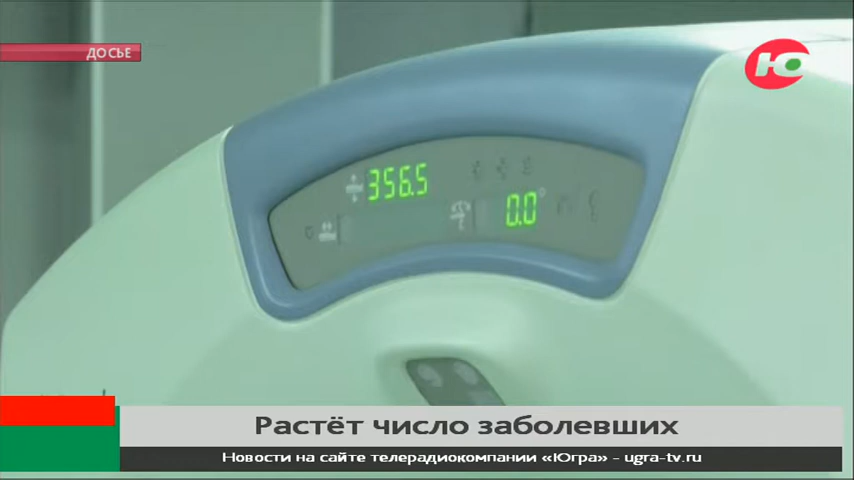 ДОСЬЕ
Ю
356.5
0.0°
Растёт число заболевших
Новости на сайте телерадиокомпании «Югра» - ugra-tv.ru